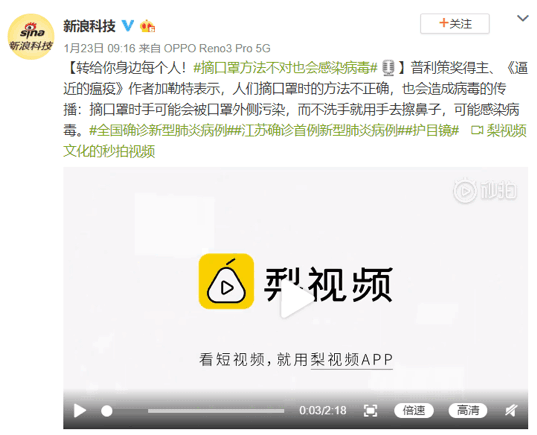 sina
新浪科技
新浪科技
+关注
1月23日 09:16 来自 OPPO Reno3 Pro 5G
【转给你身边每个人！#摘口罩方法不对也会感染病毒#🎙】普利策奖得主、《逼
近的瘟疫》作者加勒特表示，人们摘口罩时的方法不正确，也会造成病毒的传
播：摘口罩时手可能会被口罩外侧污染，而不洗手就用手去擦鼻子，可能感染病
毒。#全国确诊新型肺炎病例##江苏确诊首例新型肺炎病例##护目镜# 梨视频
文化的秒拍视频
秒拍
梨视频
看短视频，就用梨视频APP
0:03/2:18
倍速
高清